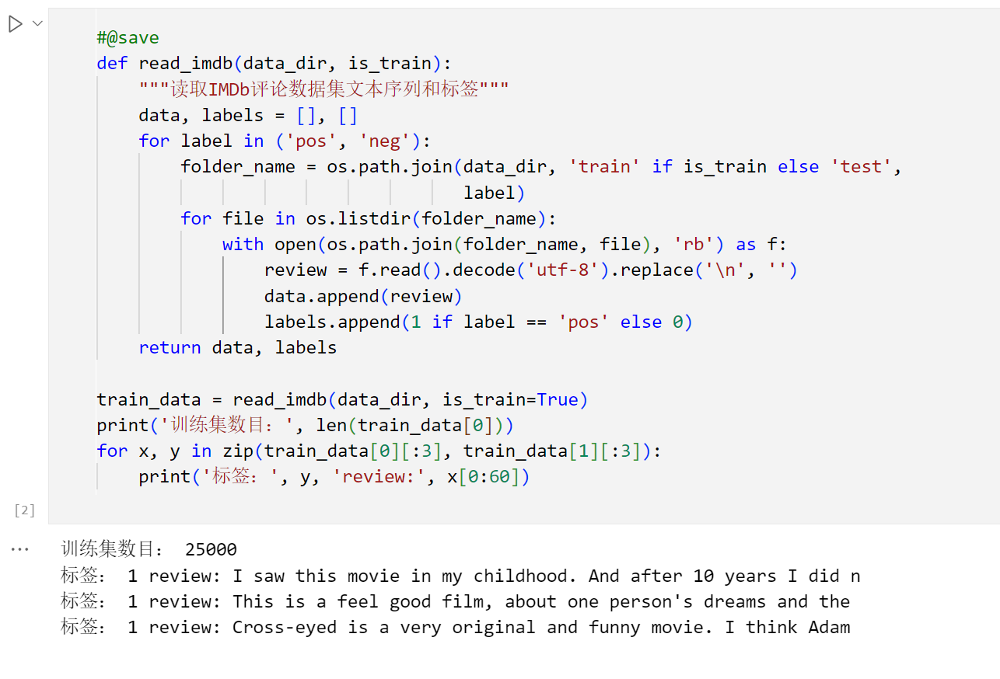 #@save
def read_imdb(data_dir, is_train):
    """读取IMDb评论数据集文本序列和标签"""
    data, labels = [], []
    for label in ('pos', 'neg'):
        folder_name = os.path.join(data_dir, 'train' if is_train else 'test',
                                   label)
        for file in os.listdir(folder_name):
            with open(os.path.join(folder_name, file), 'rb') as f:
                review = f.read().decode('utf-8').replace('\n', '')
                data.append(review)
                labels.append(1 if label == 'pos' else 0)
    return data, labels

train_data = read_imdb(data_dir, is_train=True)
print('训练集数目：', len(train_data[0]))
for x, y in zip(train_data[0][:3], train_data[1][:3]):
    print('标签：', y, 'review:', x[0:60])
[2]
... 训练集数目： 25000
标签： 1 review: I saw this movie in my childhood. And after 10 years I did n
标签： 1 review: This is a feel good film, about one person's dreams and the
标签： 1 review: Cross-eyed is a very original and funny movie. I think Adam